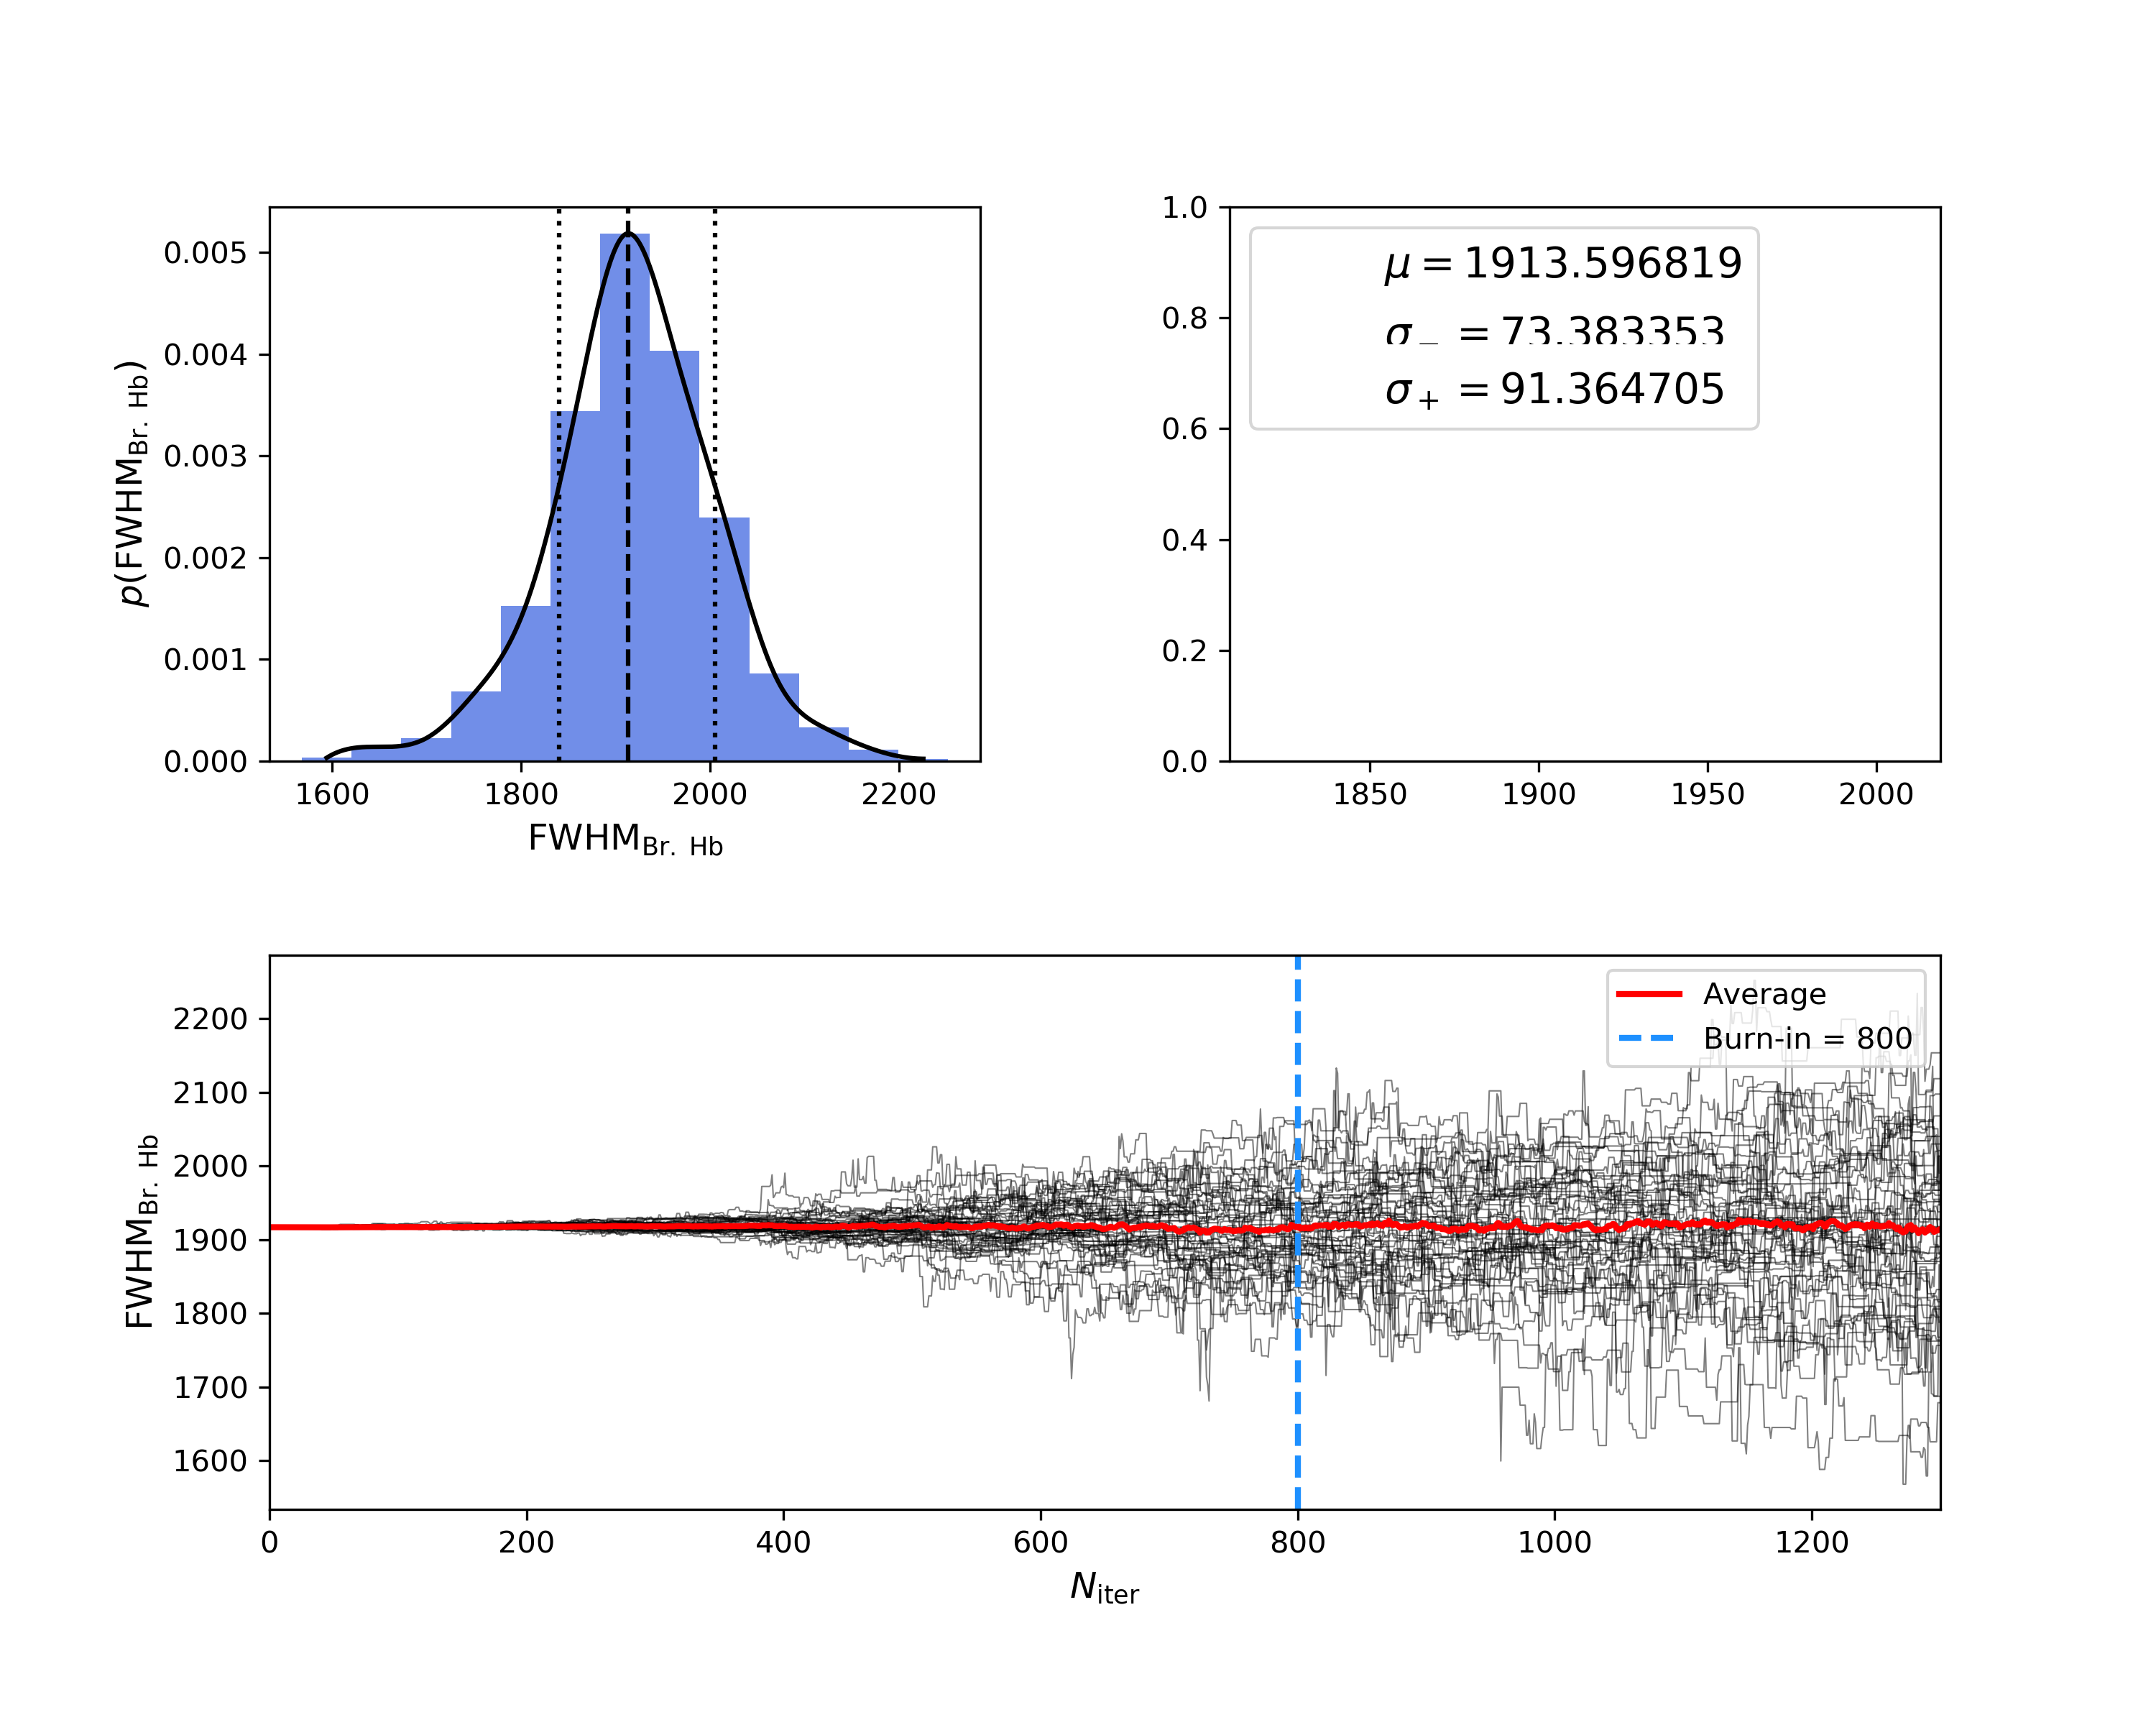 0.005
0.004
0.003
0.002
0.001
0.000
p(FWHM_Br. Hb)
1600 1800 2000 2200
FWHM_Br. Hb
1.0
0.8
0.6
0.4
0.2
0.0
μ = 1913.596819
σ_− = 73.383353
σ_+ = 91.364705
1850 1900 1950 2000
2200
2100
2000
1900
1800
1700
1600
FWHM_Br. Hb
Average
Burn-in = 800
0 200 400 600 800 1000 1200
N_iter